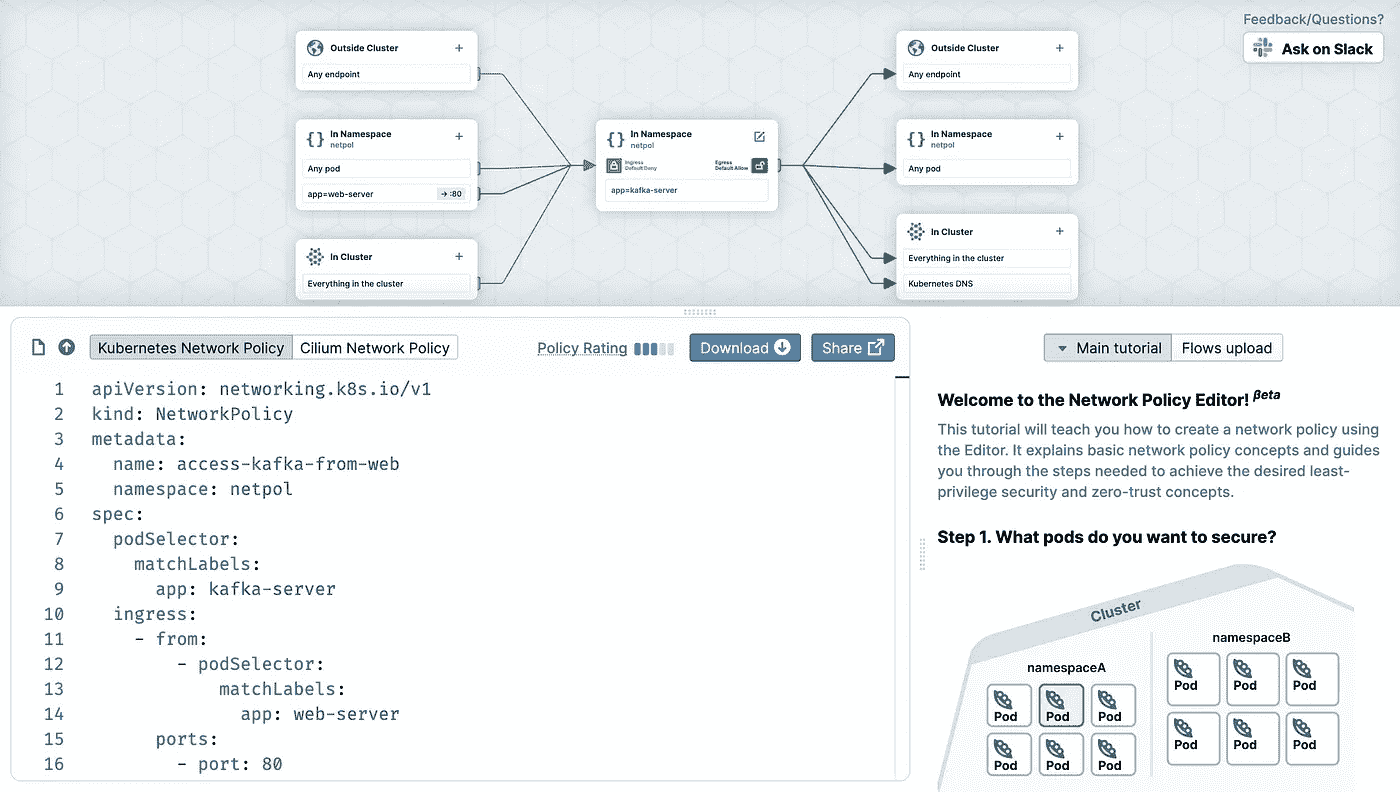 Feedback/Questions?
Ask on Slack
Outside Cluster +
Any endpoint
In Namespace +
netpol
Any pod
app=web-server → :80
In Cluster +
Everything in the cluster
In Namespace
netpol
Ingress
Default Deny
Egress
Default Allow
app=kafka-server
Outside Cluster +
Any endpoint
In Namespace +
netpol
Any pod
In Cluster +
Everything in the cluster
Kubernetes DNS
Kubernetes Network Policy Cilium Network Policy Policy Rating Download Share
1 apiVersion: networking.k8s.io/v1
2 kind: NetworkPolicy
3 metadata:
4 name: access-kafka-from-web
5 namespace: netpol
6 spec:
7 podSelector:
8 matchLabels:
9 app: kafka-server
10 ingress:
11 - from:
12 - podSelector:
13 matchLabels:
14 app: web-server
15 ports:
16 - port: 80
Main tutorial Flows upload
Welcome to the Network Policy Editor! Beta
This tutorial will teach you how to create a network policy using
the Editor. It explains basic network policy concepts and guides
you through the steps needed to achieve the desired least-
privilege security and zero-trust concepts.
Step 1. What pods do you want to secure?
Cluster
namespaceA
Pod Pod Pod
Pod Pod Pod
namespaceB
Pod Pod Pod
Pod Pod Pod